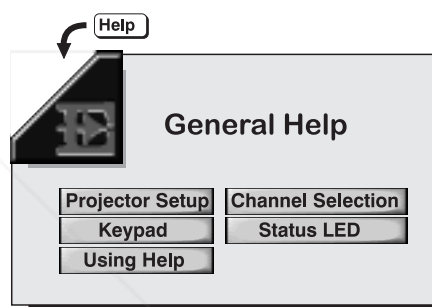 Help
General Help
Projector Setup Channel Selection
Keypad Status LED
Using Help